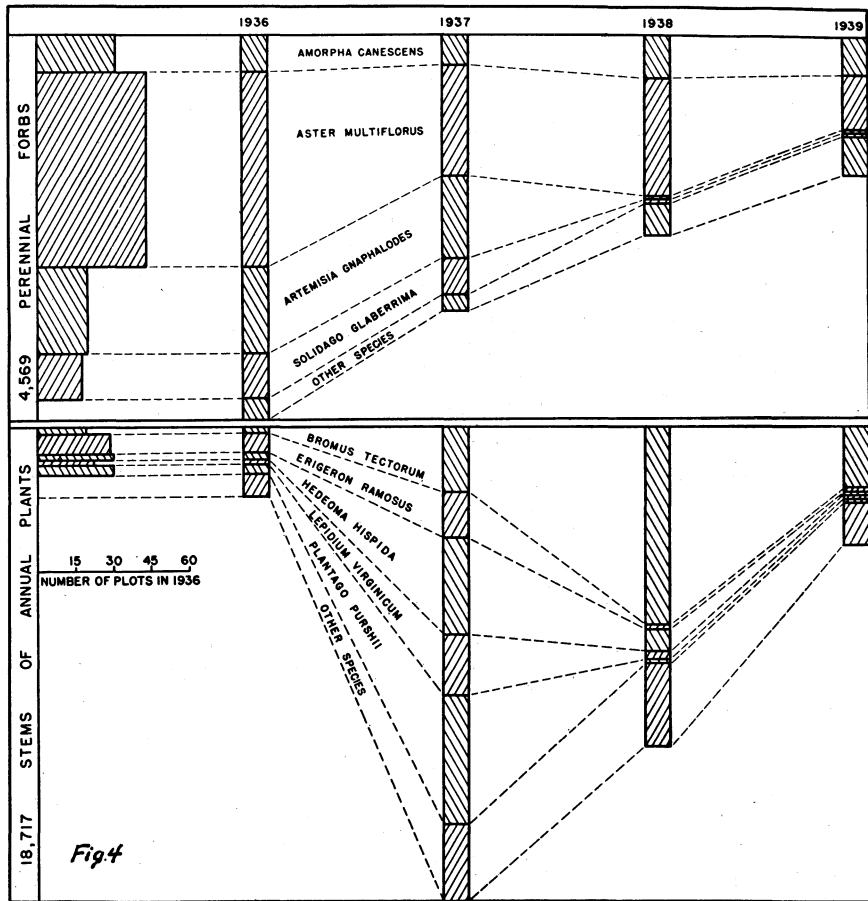 1936
1937
1938
1939
4,569 PERENNIAL FORBS
AMORPHA CANESCENS
ASTER MULTIFLORUS
ARTEMISIA GNAPHALODES
SOLIDAGO GLABERRIMA
OTHER SPECIES
18,717 STEMS OF ANNUAL PLANTS
BROMUS TECTORUM
ERIGERON RAMOSUS
HEDEOMA HISPIDA
LEPIDIUM VIRGINICUM
PLANTAGO PURSHII
OTHER SPECIES
15 30 45 60
NUMBER OF PLOTS IN 1936
Fig.4